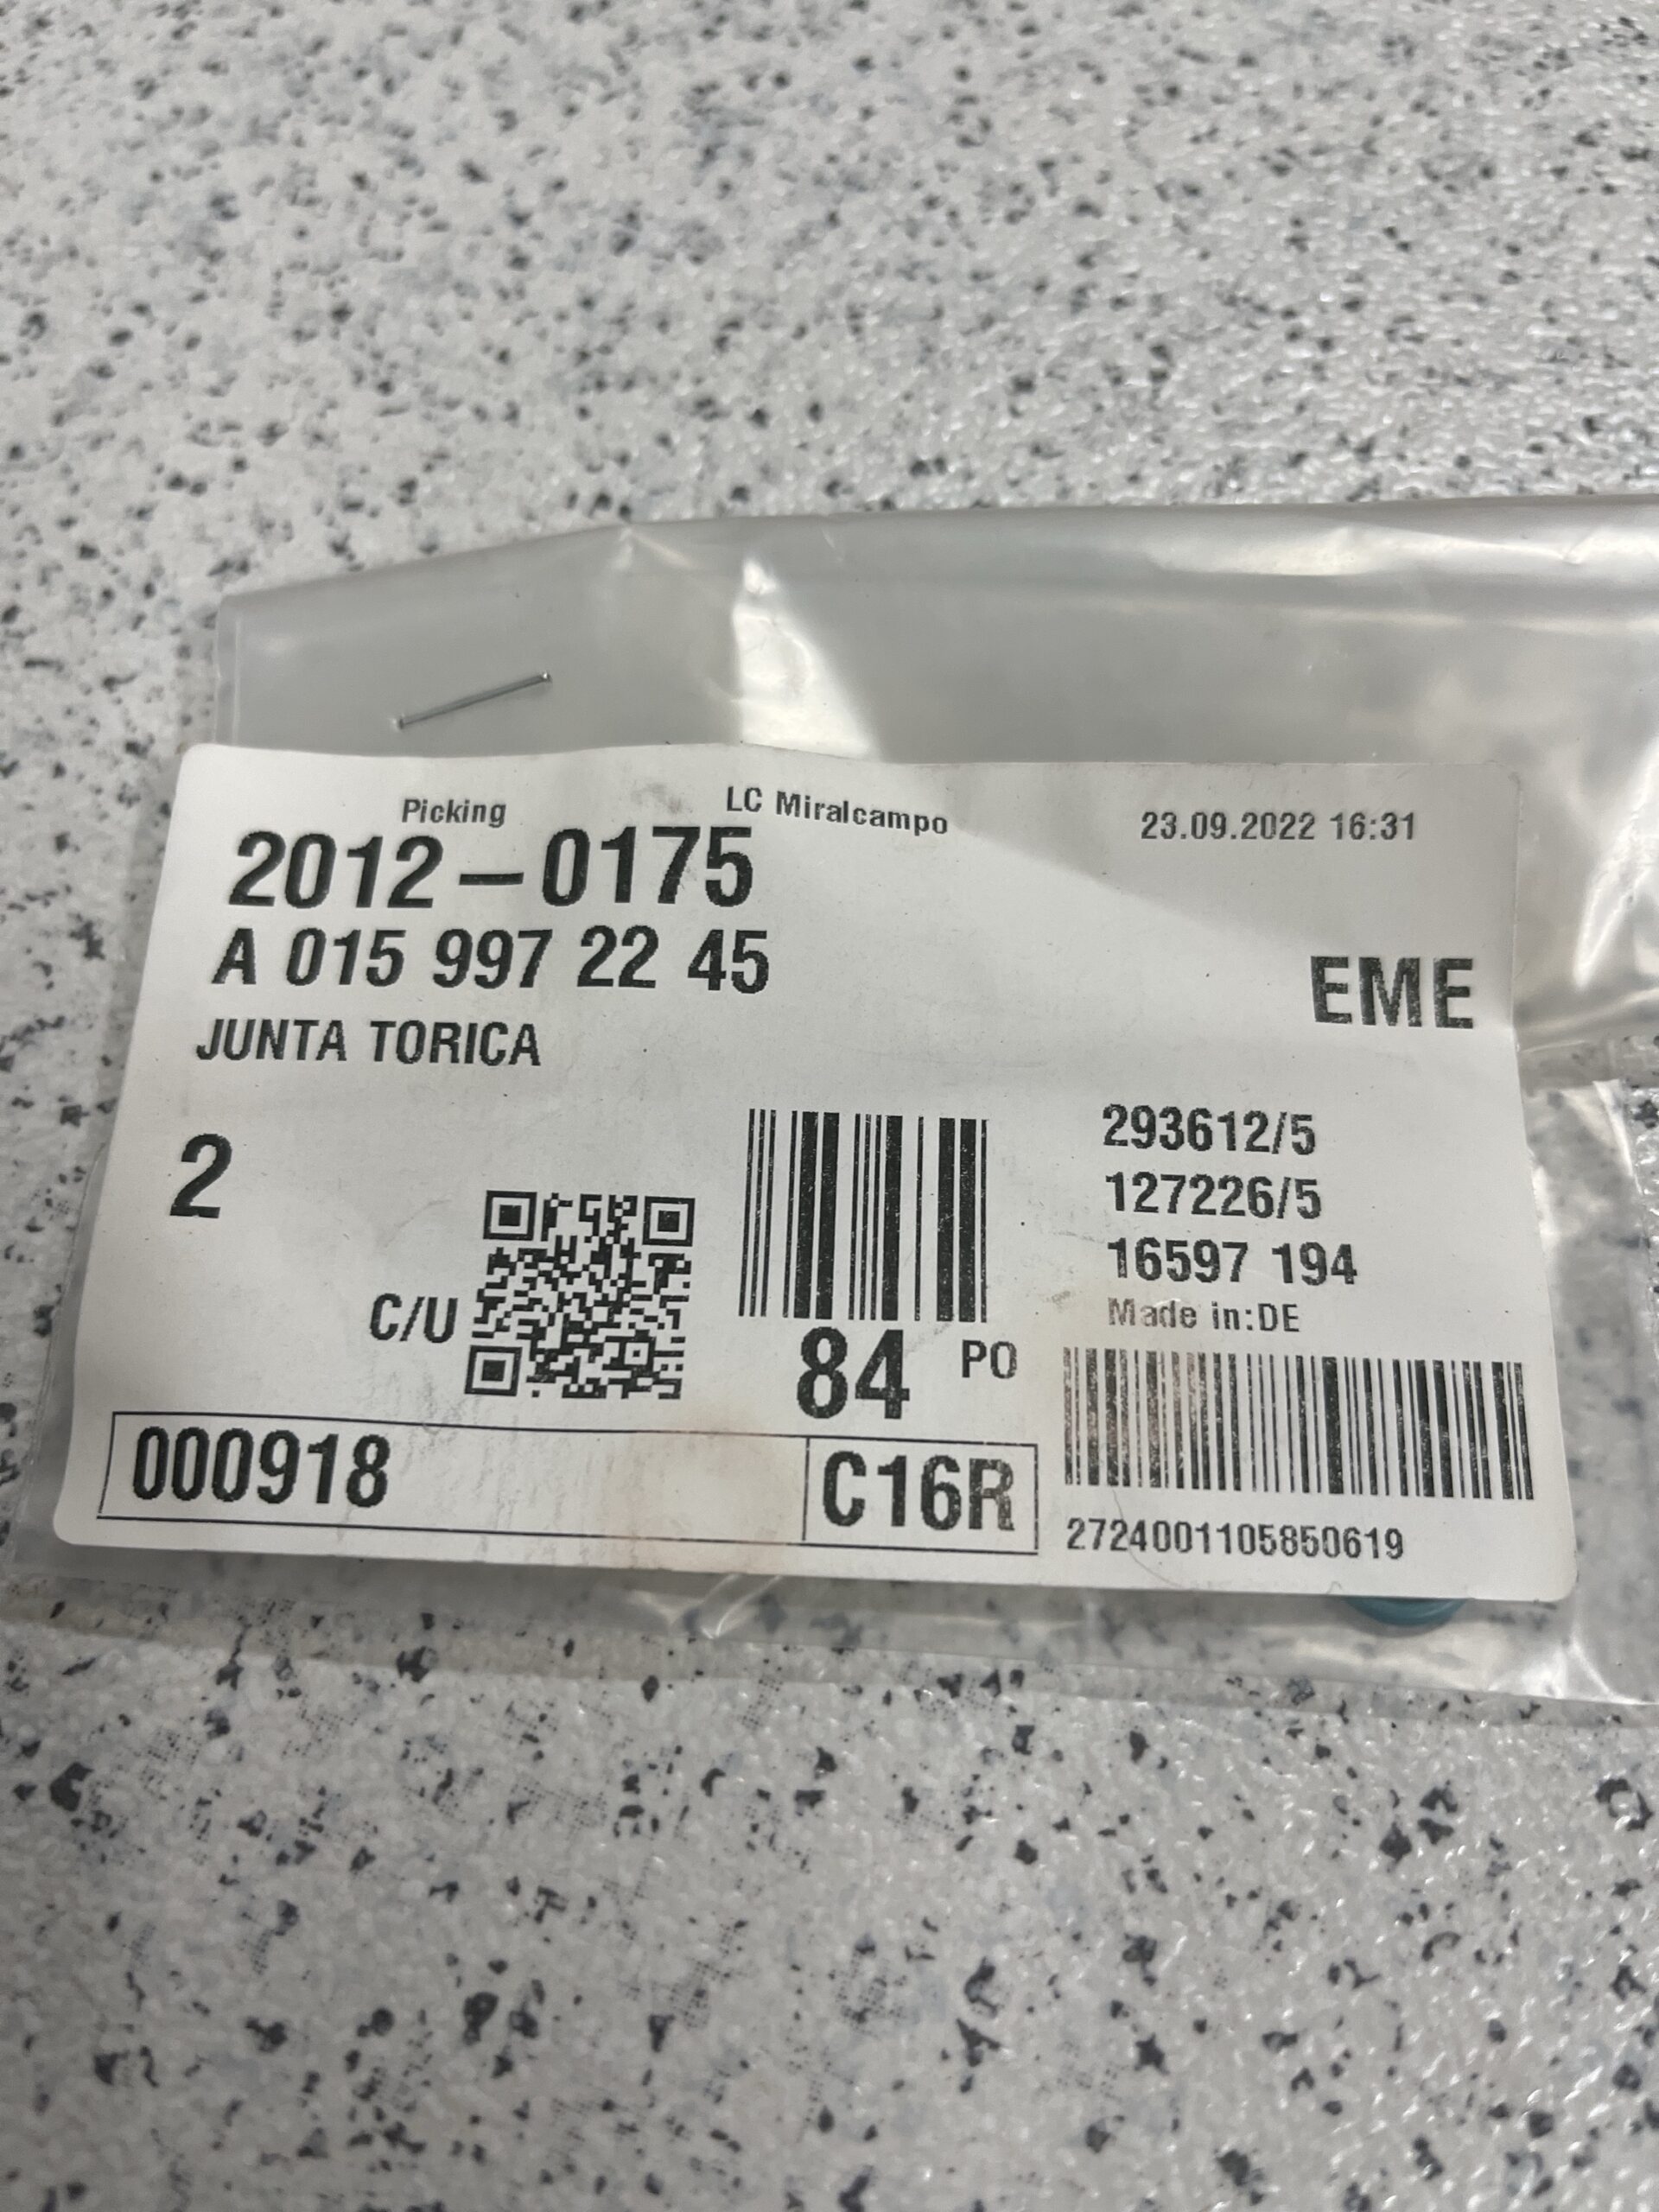 Picking LC Miralcampo 23.09.2022 16:31
2012-0175
A 015 997 22 45
EME
JUNTA TORICA
2
293612/5
127226/5
16597 194
Made in:DE
C/U
84 PO
000918 C16R
2724001105850619